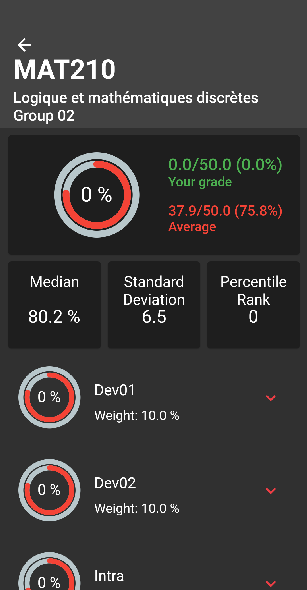 MAT210
Logique et mathématiques discrètes
Group 02
0 %
0.0/50.0 (0.0%)
Your grade
37.9/50.0 (75.8%)
Average
Median
80.2 %
Standard
Deviation
6.5
Percentile
Rank
0
0 %
Dev01
Weight: 10.0 %
0 %
Dev02
Weight: 10.0 %
0 %
Intra